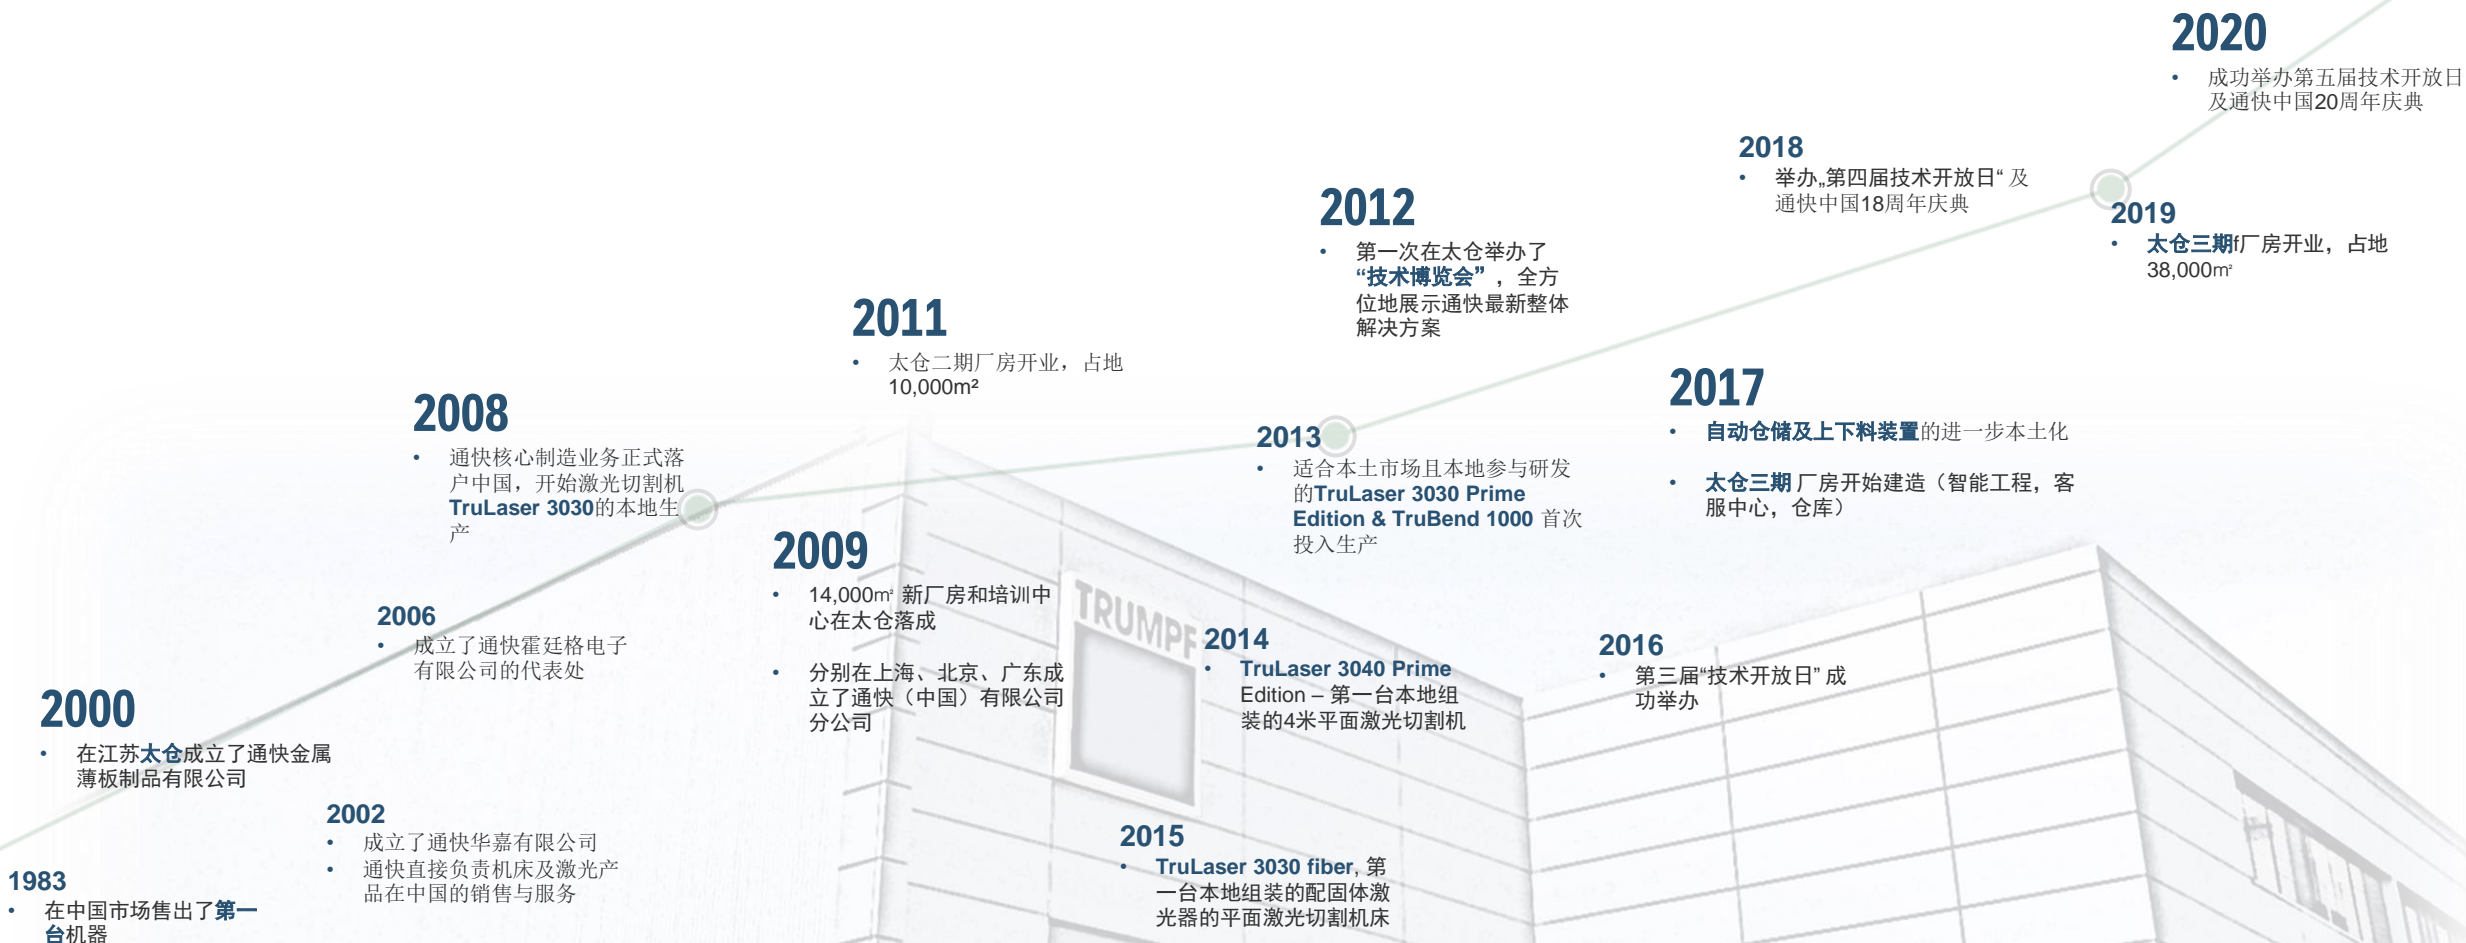 1983
• 在中国市场售出了第一
台机器
2000
• 在江苏太仓成立了通快金属
薄板制品有限公司
2002
• 成立了通快华嘉有限公司
• 通快直接负责机床及激光产
品在中国的销售与服务
2006
• 成立了通快霍廷格电子
有限公司的代表处
2008
• 通快核心制造业务正式落
户中国，开始激光切割机
TruLaser 3030的本地生
产
2009
• 14,000㎡ 新厂房和培训中
心在太仓落成
• 分别在上海、北京、广东成
立了通快（中国）有限公司
分公司
2011
• 太仓二期厂房开业，占地
10,000m²
2012
• 第一次在太仓举办了
“技术博览会”，全方
位地展示通快最新整体
解决方案
2013
• 适合本土市场且本地参与研发
的TruLaser 3030 Prime
Edition & TruBend 1000 首次
投入生产
TRUMPF
2014
• TruLaser 3040 Prime
Edition – 第一台本地组
装的4米平面激光切割机
2015
• TruLaser 3030 fiber, 第
一台本地组装的配固体激
光器的平面激光切割机床
2016
• 第三届“技术开放日” 成
功举办
2017
• 自动仓储及上下料装置的进一步本土化
• 太仓三期 厂房开始建造（智能工程，客
服中心，仓库）
2018
• 举办„第四届技术开放日“ 及
通快中国18周年庆典
2019
• 太仓三期f厂房开业，占地
38,000㎡
2020
• 成功举办第五届技术开放日
及通快中国20周年庆典